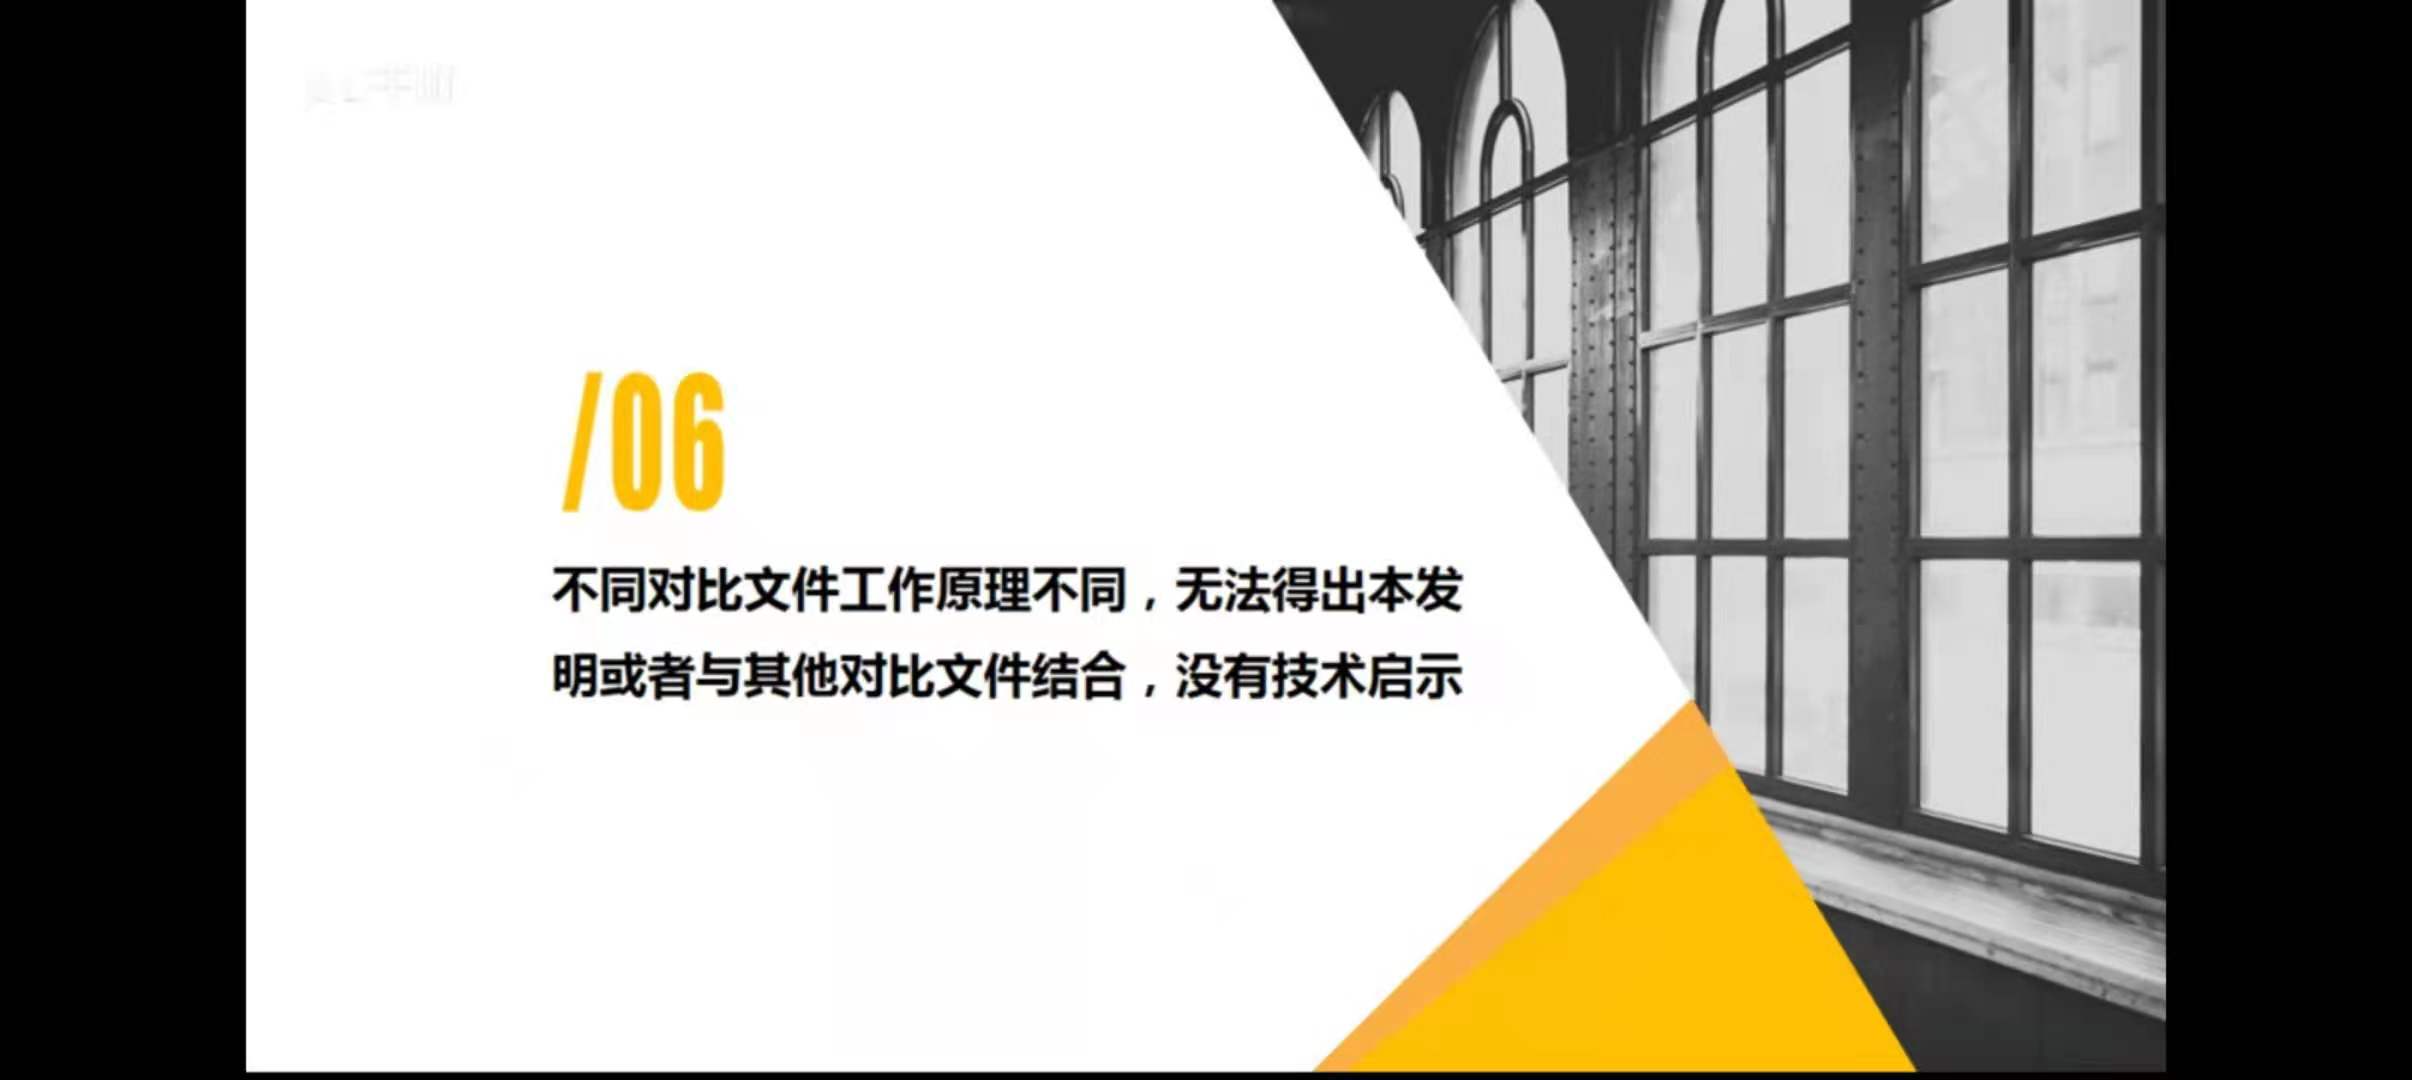 /06
不同对比文件工作原理不同，无法得出本发
明或者与其他对比文件结合，没有技术启示